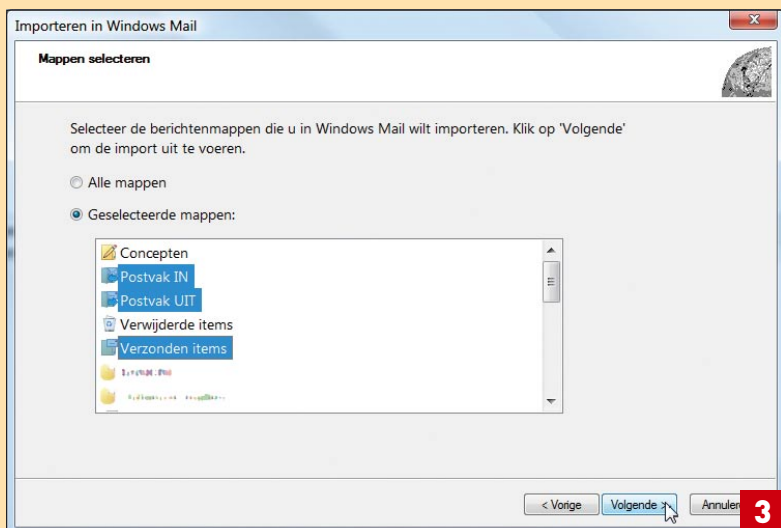 Importeren in Windows Mail
Mappen selecteren
Selecteer de berichtenmappen die u in Windows Mail wilt importeren. Klik op 'Volgende'
om de import uit te voeren.
Alle mappen
Geselecteerde mappen:
Concepten
Postvak IN
Postvak UIT
Verwijderde items
Verzonden items
< Vorige Volgende >
3